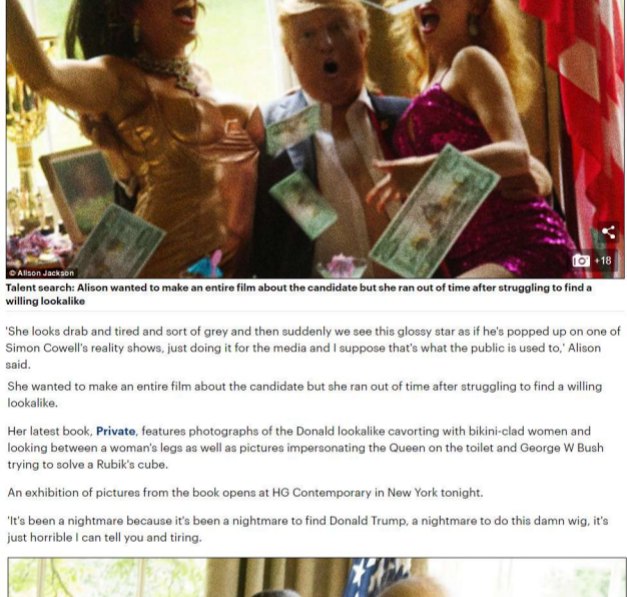 © Alison Jackson
+18
Talent search: Alison wanted to make an entire film about the candidate but she ran out of time after struggling to find a
willing lookalike
'She looks drab and tired and sort of grey and then suddenly we see this glossy star as if he's popped up on one of
Simon Cowell's reality shows, just doing it for the media and I suppose that's what the public is used to,' Alison
said.
She wanted to make an entire film about the candidate but she ran out of time after struggling to find a willing
lookalike.
Her latest book, Private, features photographs of the Donald lookalike cavorting with bikini-clad women and
looking between a woman's legs as well as pictures impersonating the Queen on the toilet and George W Bush
trying to solve a Rubik's cube.
An exhibition of pictures from the book opens at HG Contemporary in New York tonight.
'It's been a nightmare because it's been a nightmare to find Donald Trump, a nightmare to do this damn wig, it's
just horrible I can tell you and tiring.